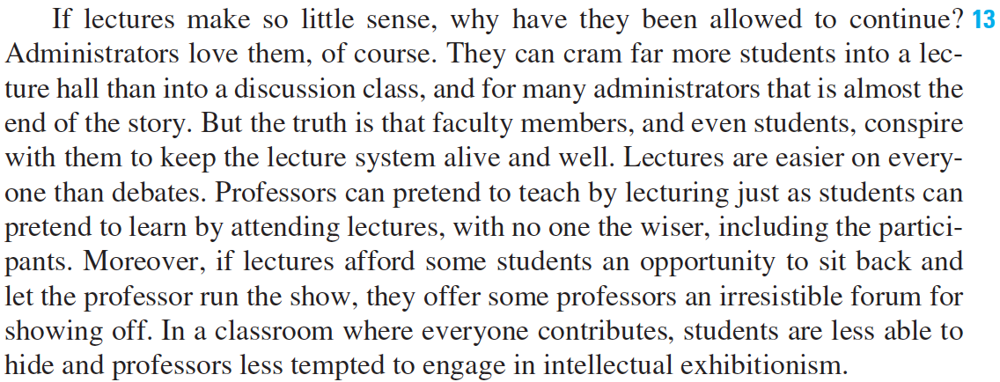 If lectures make so little sense, why have they been allowed to continue? 13
Administrators love them, of course. They can cram far more students into a lec-
ture hall than into a discussion class, and for many administrators that is almost the
end of the story. But the truth is that faculty members, and even students, conspire
with them to keep the lecture system alive and well. Lectures are easier on every-
one than debates. Professors can pretend to teach by lecturing just as students can
pretend to learn by attending lectures, with no one the wiser, including the partici-
pants. Moreover, if lectures afford some students an opportunity to sit back and
let the professor run the show, they offer some professors an irresistible forum for
showing off. In a classroom where everyone contributes, students are less able to
hide and professors less tempted to engage in intellectual exhibitionism.